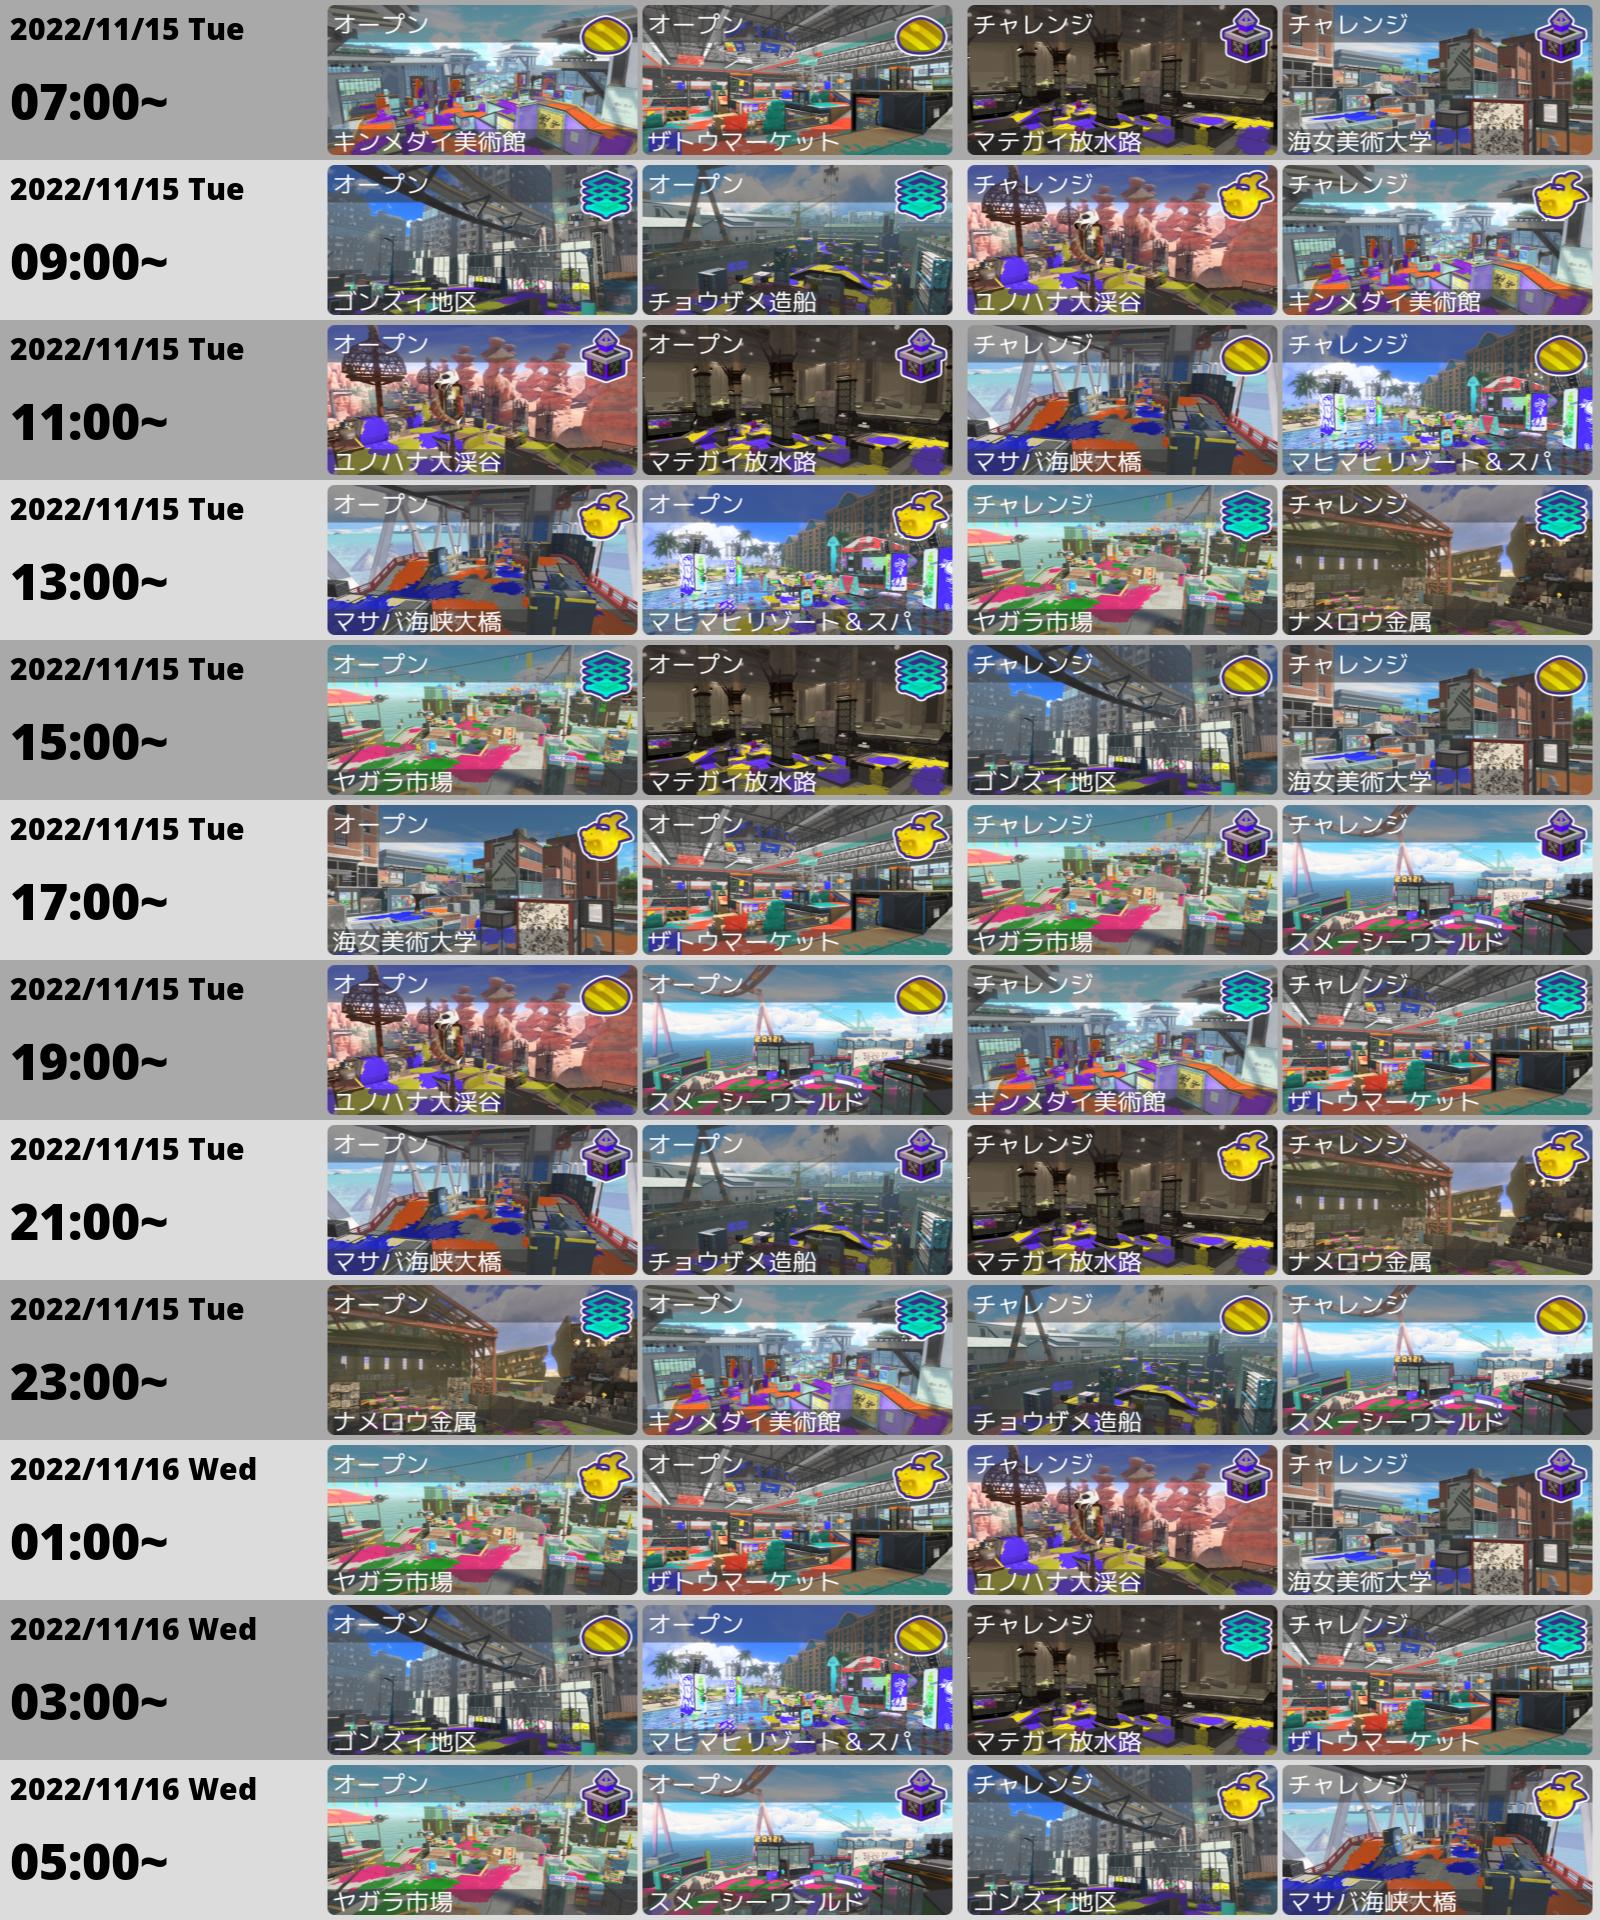 2022/11/15 Tue
07:00~
オープン オープン チャレンジ チャレンジ
キンメダイ美術館 ザトウマーケット マテガイ放水路 海女美術大学
2022/11/15 Tue
09:00~
オープン オープン チャレンジ チャレンジ
ゴンズイ地区 チョウザメ造船 ユノハナ大渓谷 キンメダイ美術館
2022/11/15 Tue
11:00~
オープン オープン チャレンジ チャレンジ
ユノハナ大渓谷 マテガイ放水路 マサバ海峡大橋 マヒマヒリゾート＆スパ
2022/11/15 Tue
13:00~
オープン オープン チャレンジ チャレンジ
マサバ海峡大橋 マヒマヒリゾート＆スパ ヤガラ市場 ナメロウ金属
2022/11/15 Tue
15:00~
オープン オープン チャレンジ チャレンジ
ヤガラ市場 マテガイ放水路 ゴンズイ地区 海女美術大学
2022/11/15 Tue
17:00~
オープン オープン チャレンジ チャレンジ
海女美術大学 ザトウマーケット ヤガラ市場 スメーシーワールド
2022/11/15 Tue
19:00~
オープン オープン チャレンジ チャレンジ
ユノハナ大渓谷 スメーシーワールド キンメダイ美術館 ザトウマーケット
2022/11/15 Tue
21:00~
オープン オープン チャレンジ チャレンジ
マサバ海峡大橋 チョウザメ造船 マテガイ放水路 ナメロウ金属
2022/11/15 Tue
23:00~
オープン オープン チャレンジ チャレンジ
ナメロウ金属 キンメダイ美術館 チョウザメ造船 スメーシーワールド
2022/11/16 Wed
01:00~
オープン オープン チャレンジ チャレンジ
ヤガラ市場 ザトウマーケット ユノハナ大渓谷 海女美術大学
2022/11/16 Wed
03:00~
オープン オープン チャレンジ チャレンジ
ゴンズイ地区 マヒマヒリゾート＆スパ マテガイ放水路 ザトウマーケット
2022/11/16 Wed
05:00~
オープン オープン チャレンジ チャレンジ
ヤガラ市場 スメーシーワールド ゴンズイ地区 マサバ海峡大橋